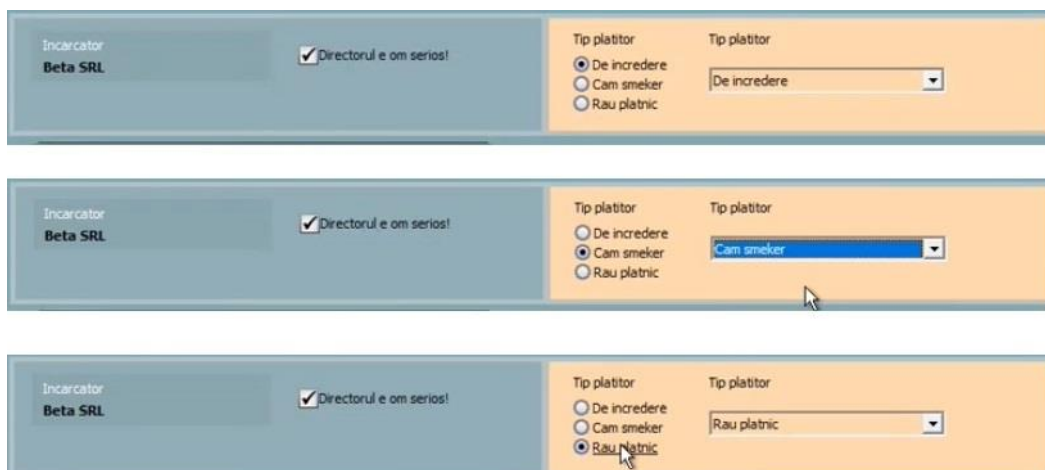 Incarcator
Beta SRL
Directorul e om serios!
Tip platitor
De incredere
Cam smeker
Rau platnic
Tip platitor
De incredere
Incarcator
Beta SRL
Directorul e om serios!
Tip platitor
De incredere
Cam smeker
Rau platnic
Tip platitor
Cam smeker
Incarcator
Beta SRL
Directorul e om serios!
Tip platitor
De incredere
Cam smeker
Rau platnic
Tip platitor
Rau platnic